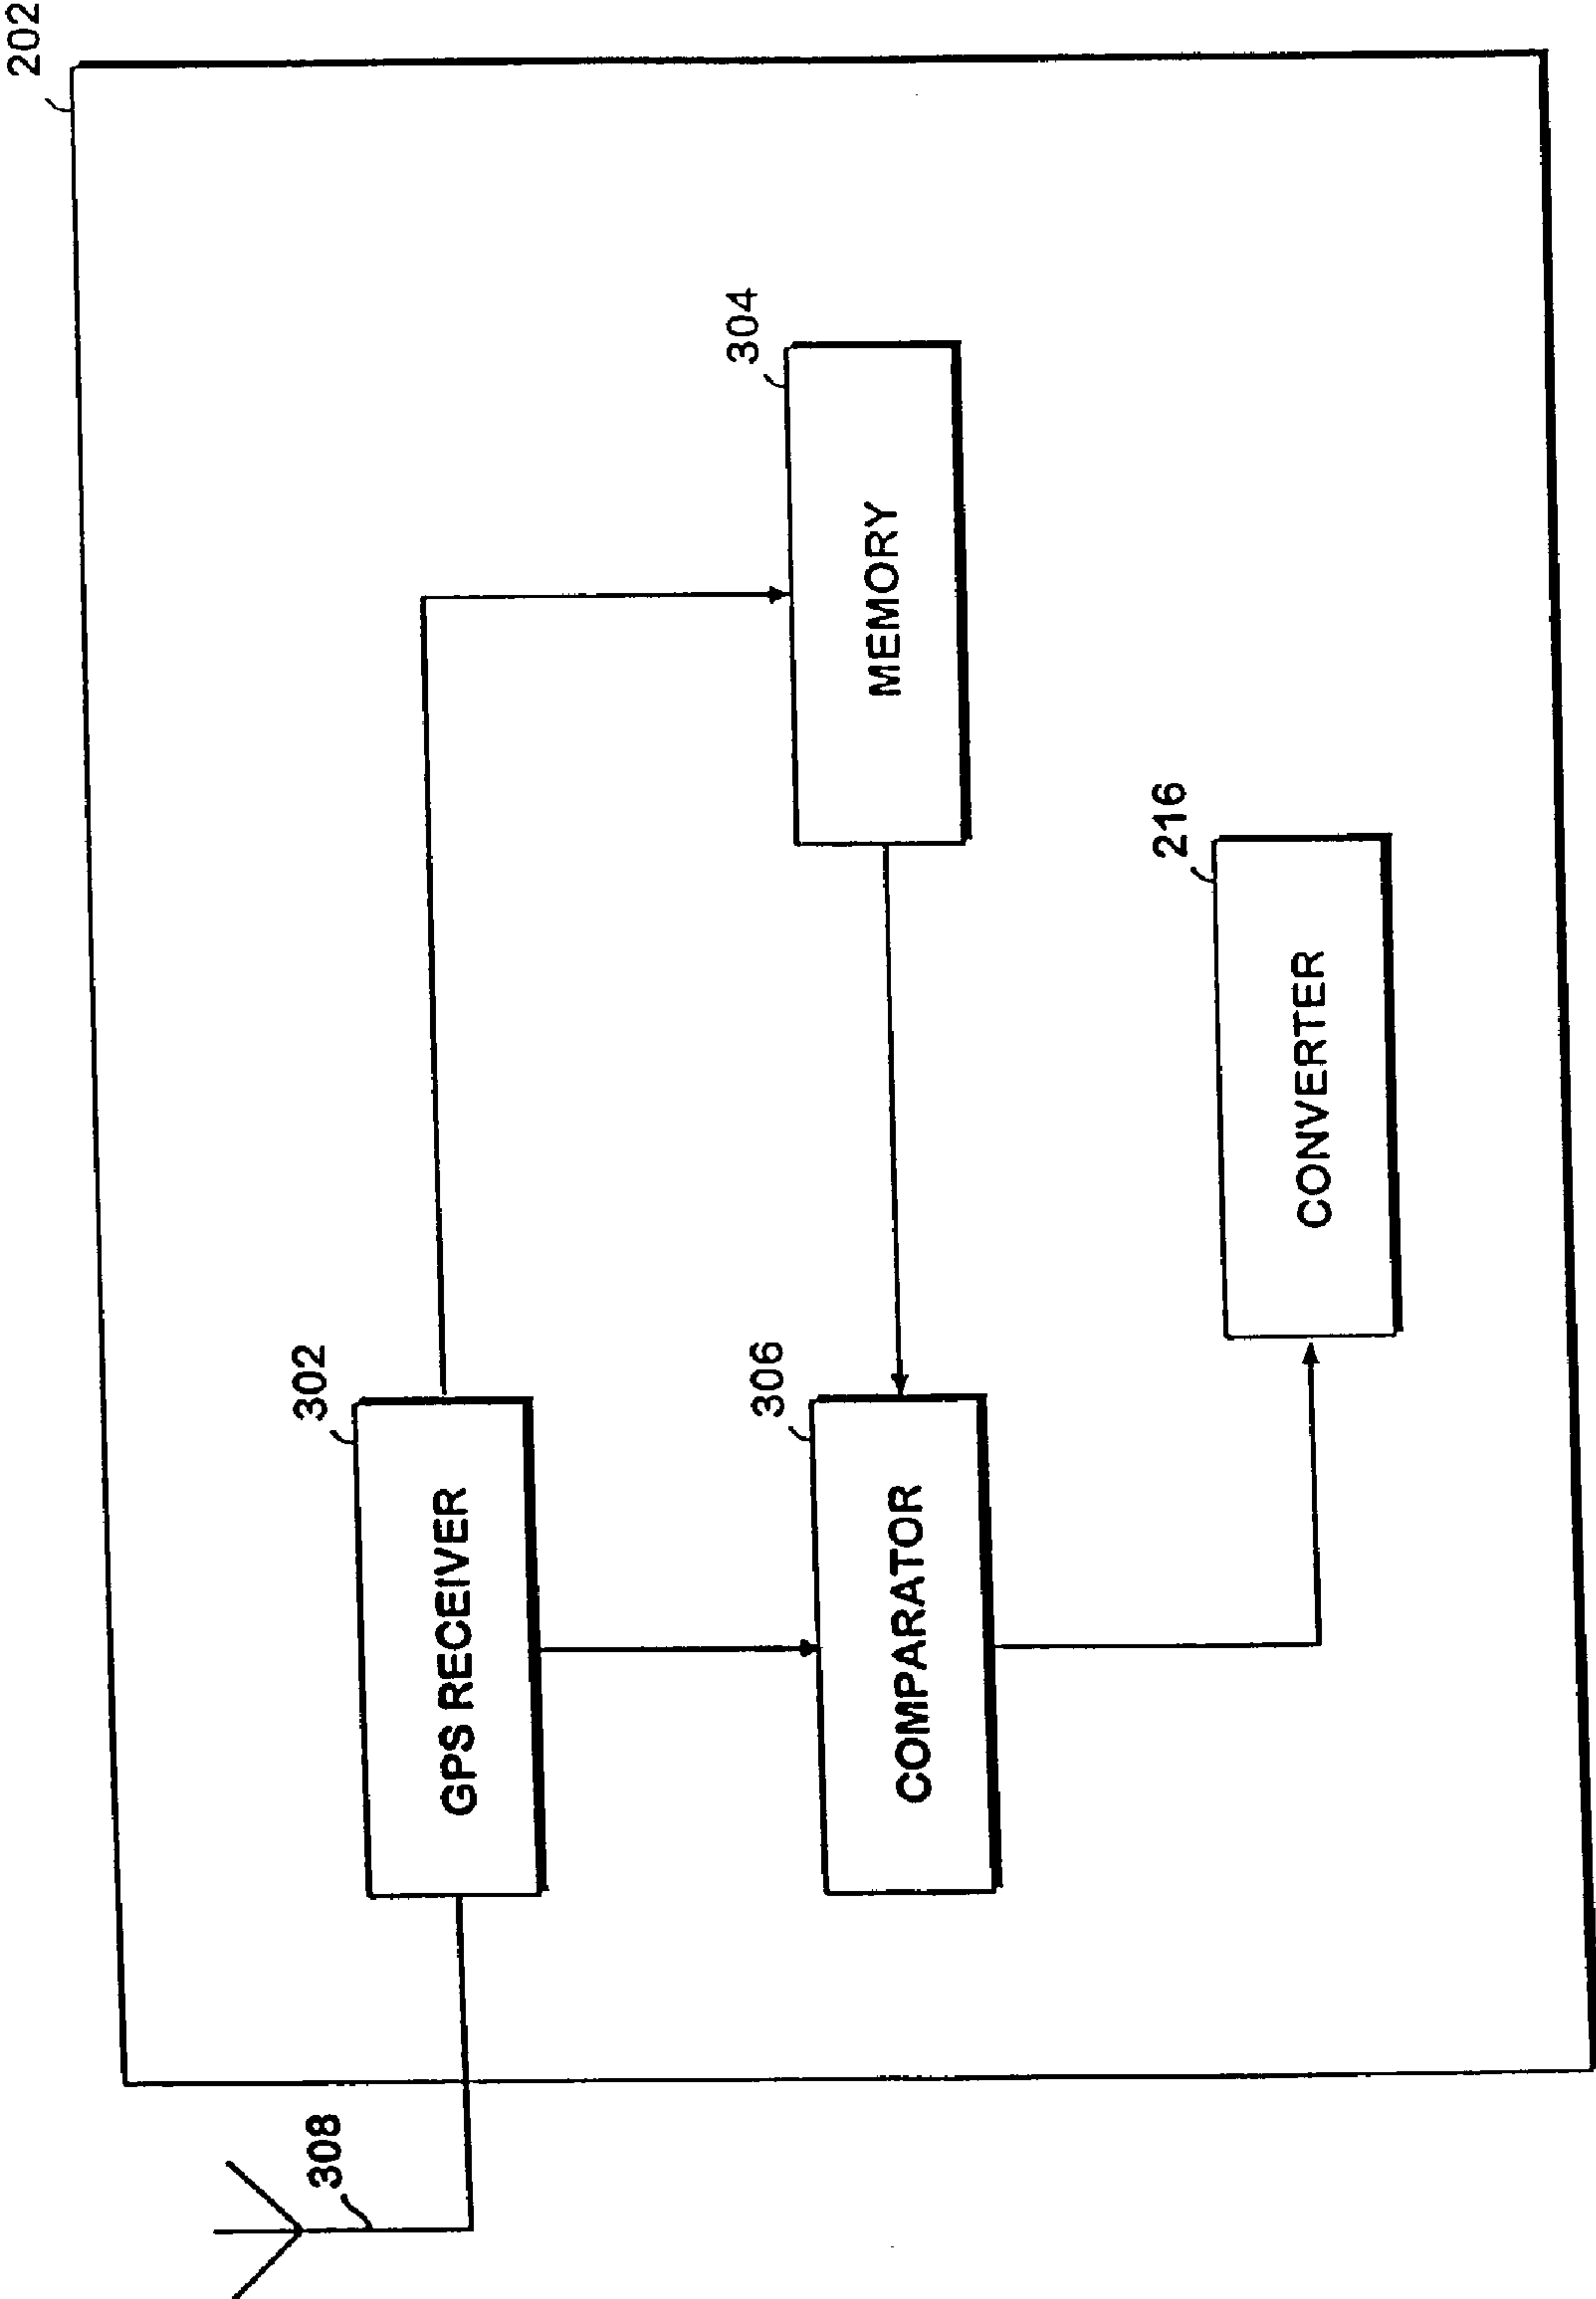 202
308
302
GPS RECEIVER
304
MEMORY
306
COMPARATOR
216
CONVERTER